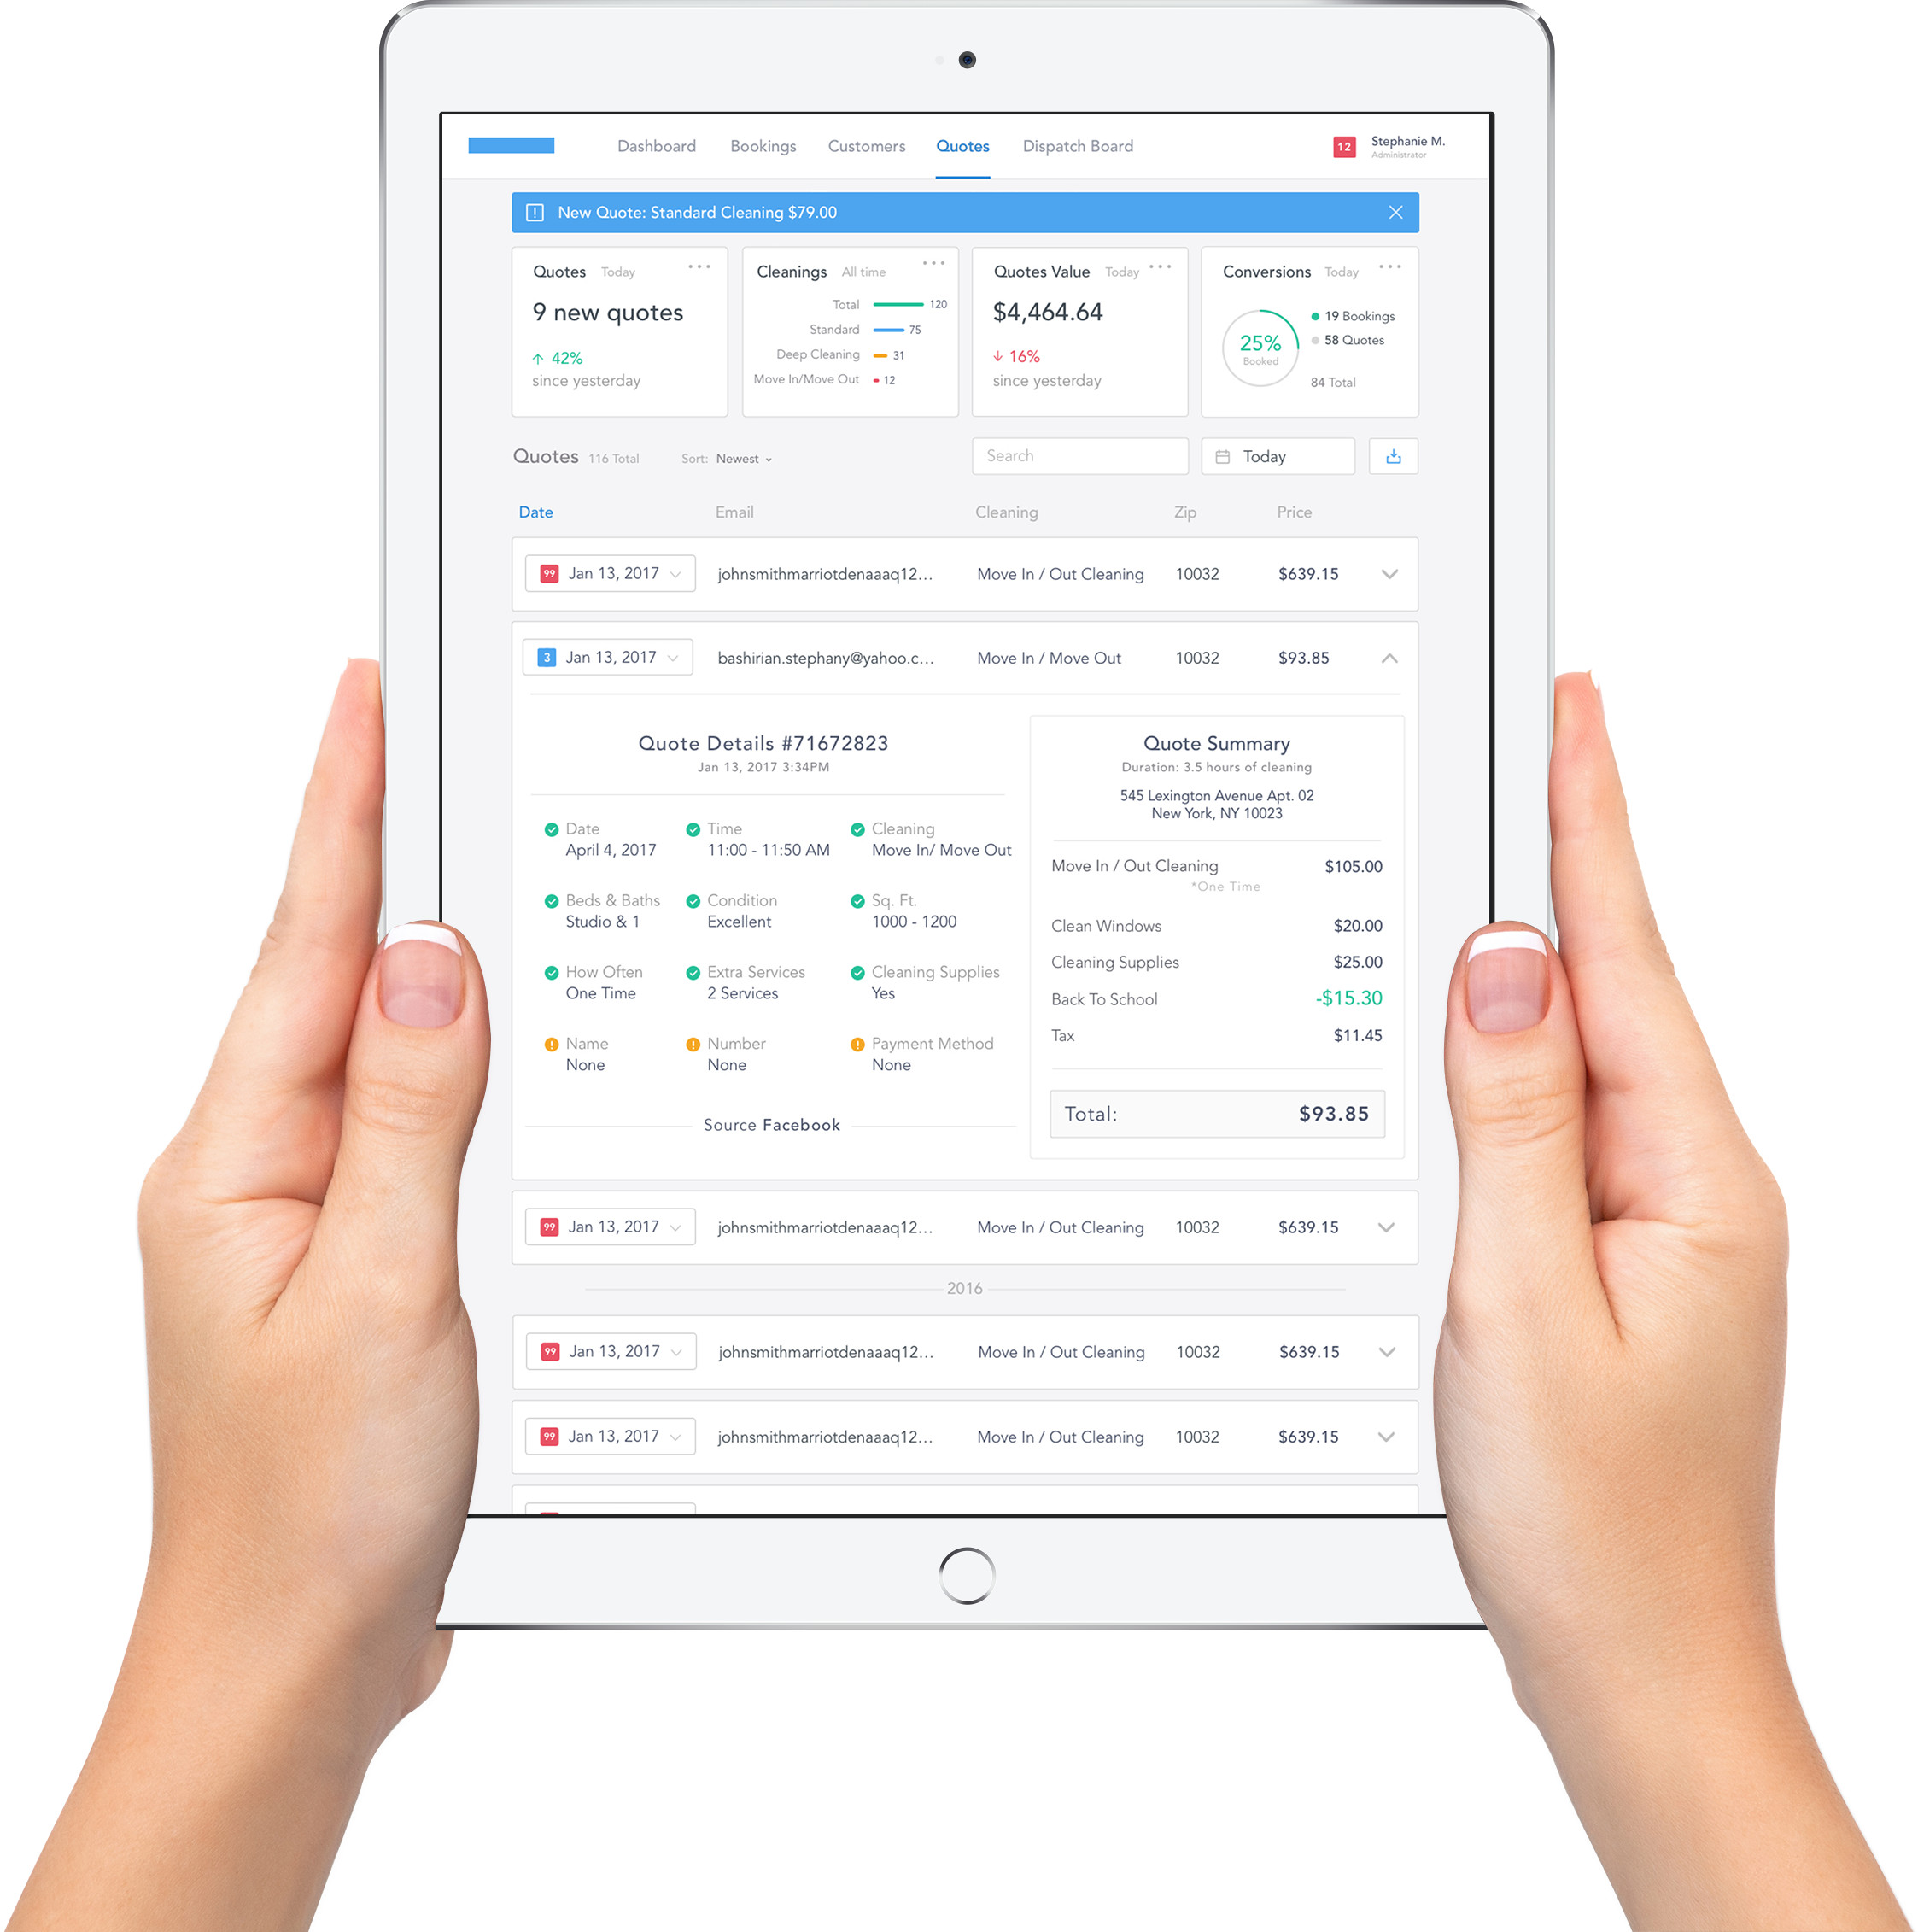 Dashboard Bookings Customers Quotes Dispatch Board 12 Stephanie M.
Administrator
New Quote: Standard Cleaning $79.00
Quotes Today
9 new quotes
42%
since yesterday
Cleanings All time
Total 120
Standard 75
Deep Cleaning 31
Move In/Move Out 12
Quotes Value Today
$4,464.64
16%
since yesterday
Conversions Today
25%
Booked
19 Bookings
58 Quotes
84 Total
Quotes 116 Total Sort: Newest Search Today
Date Email Cleaning Zip Price
99 Jan 13, 2017 johnsmithmarriotdenaaaq12... Move In / Out Cleaning 10032 $639.15
3 Jan 13, 2017 bashirian.stephany@yahoo.c... Move In / Move Out 10032 $93.85
Quote Details #71672823
Jan 13, 2017 3:34PM
Date Time Cleaning
April 4, 2017 11:00 - 11:50 AM Move In/ Move Out
Beds & Baths Condition Sq. Ft.
Studio & 1 Excellent 1000 - 1200
How Often Extra Services Cleaning Supplies
One Time 2 Services Yes
Name Number Payment Method
None None None
Source Facebook
Quote Summary
Duration: 3.5 hours of cleaning
545 Lexington Avenue Apt. 02
New York, NY 10023
Move In / Out Cleaning $105.00
*One Time
Clean Windows $20.00
Cleaning Supplies $25.00
Back To School -$15.30
Tax $11.45
Total: $93.85
99 Jan 13, 2017 johnsmithmarriotdenaaaq12... Move In / Out Cleaning 10032 $639.15
2016
99 Jan 13, 2017 johnsmithmarriotdenaaaq12... Move In / Out Cleaning 10032 $639.15
99 Jan 13, 2017 johnsmithmarriotdenaaaq12... Move In / Out Cleaning 10032 $639.15